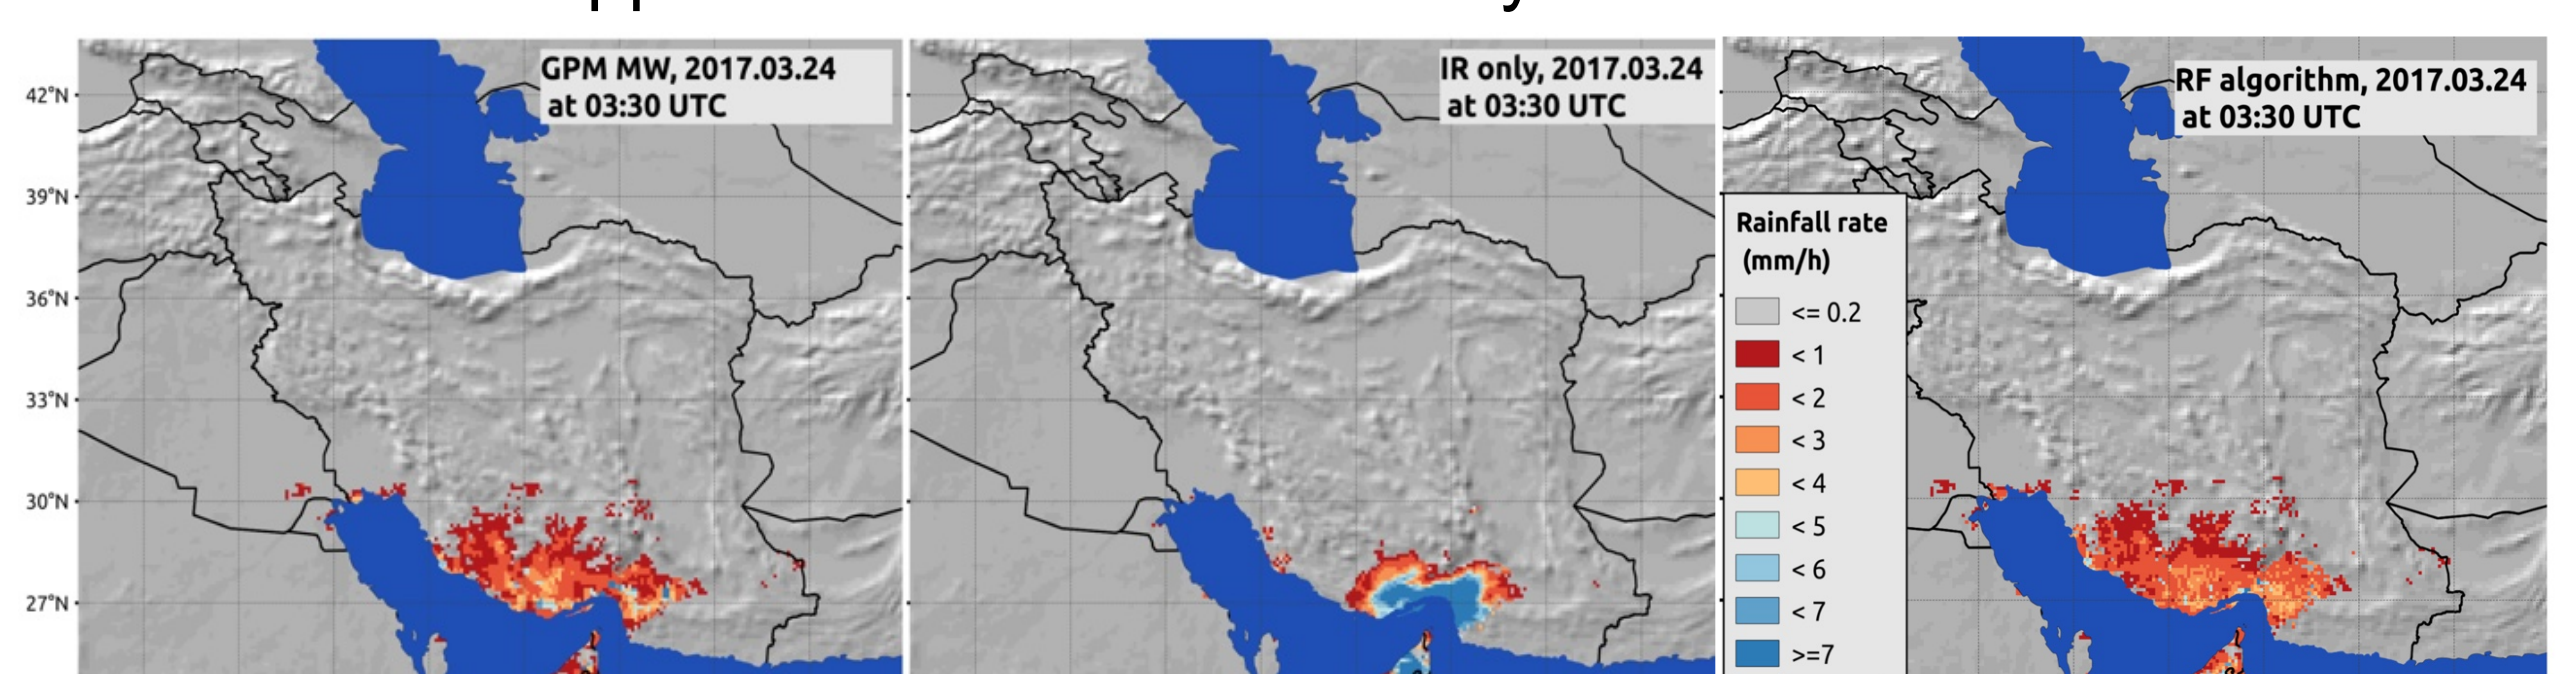 GPM MW, 2017.03.24
at 03:30 UTC
IR only, 2017.03.24
at 03:30 UTC
RF algorithm, 2017.03.24
at 03:30 UTC
42°N
39°N
36°N
33°N
30°N
27°N
Rainfall rate
(mm/h)
<= 0.2
< 1
< 2
< 3
< 4
< 5
< 6
< 7
>=7